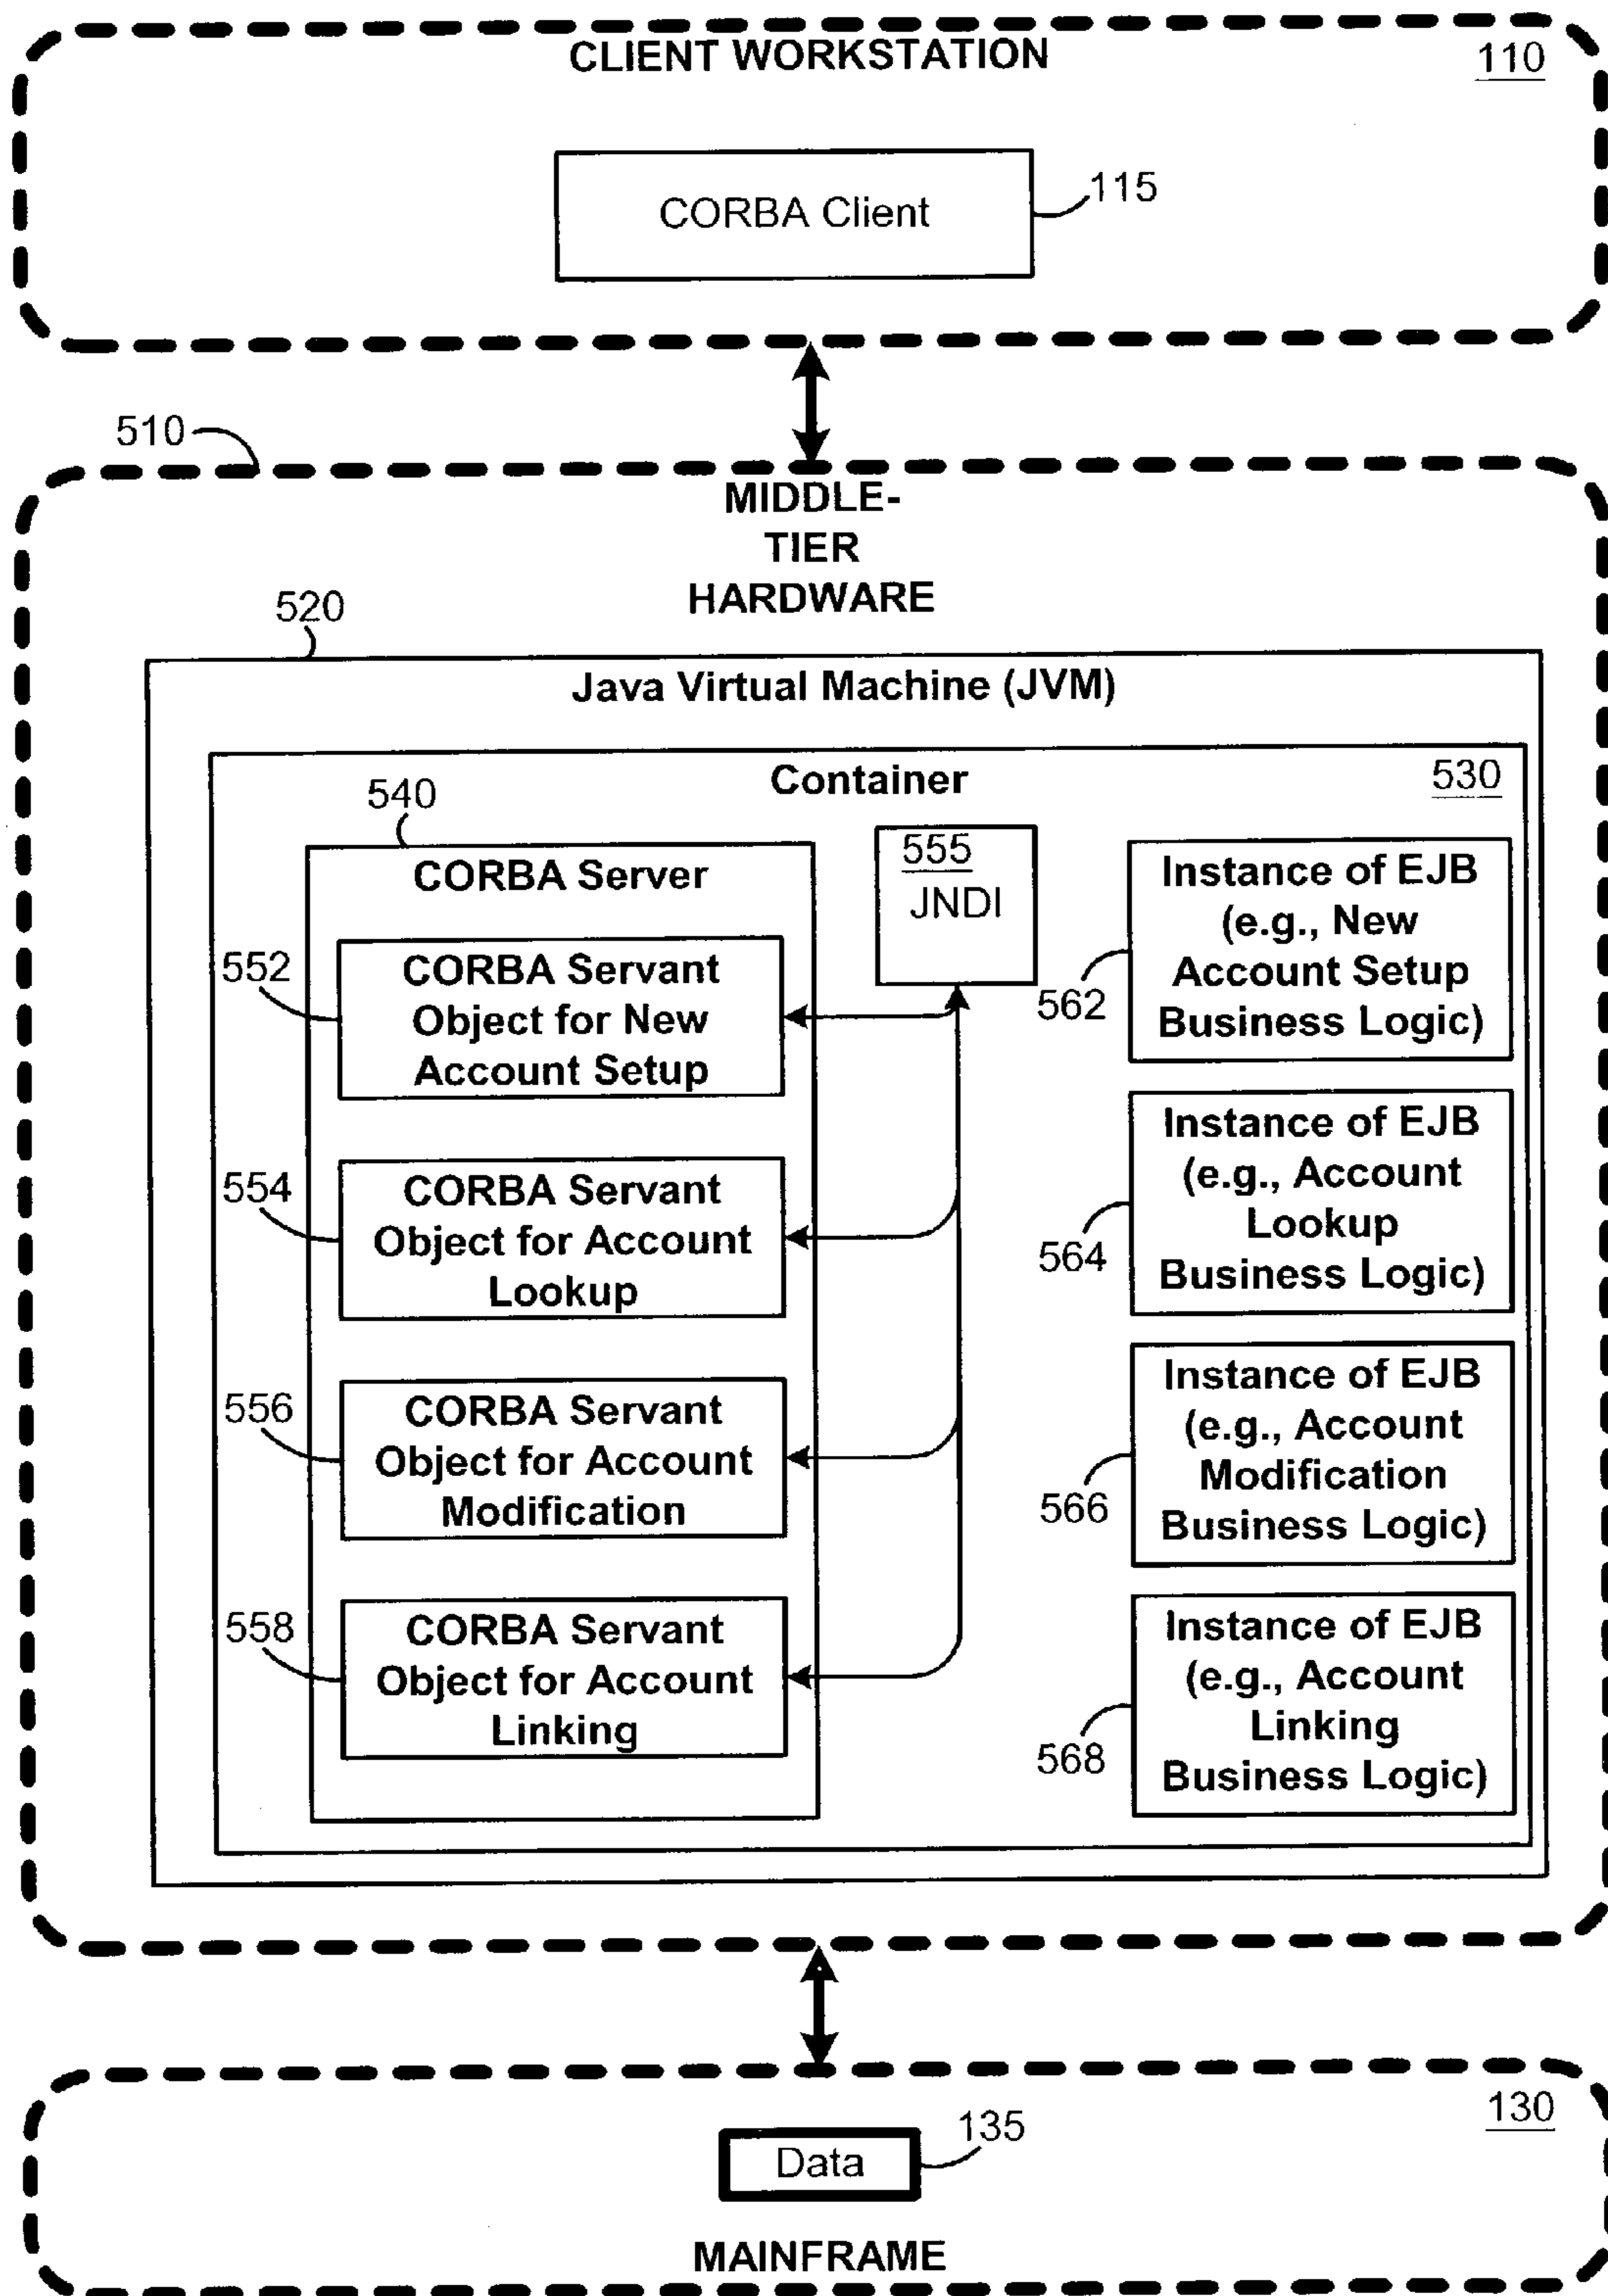 CLIENT WORKSTATION
110
CORBA Client
115
510
MIDDLE-
TIER
HARDWARE
520
Java Virtual Machine (JVM)
Container
530
540
CORBA Server
555
JNDI
552
CORBA Servant
Object for New
Account Setup
554
CORBA Servant
Object for Account
Lookup
556
CORBA Servant
Object for Account
Modification
558
CORBA Servant
Object for Account
Linking
Instance of EJB
(e.g., New
Account Setup
Business Logic)
562
Instance of EJB
(e.g., Account
Lookup
Business Logic)
564
Instance of EJB
(e.g., Account
Modification
Business Logic)
566
Instance of EJB
(e.g., Account
Linking
Business Logic)
568
130
135
Data
MAINFRAME